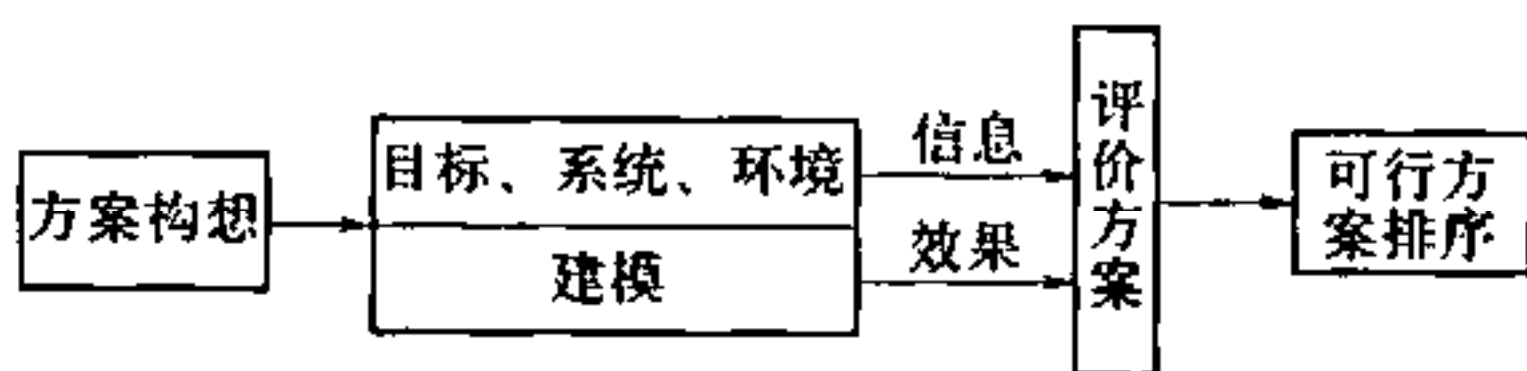 方案构想
目标、系统、环境
建模
信息
效果
评价方案
可行方
案排序